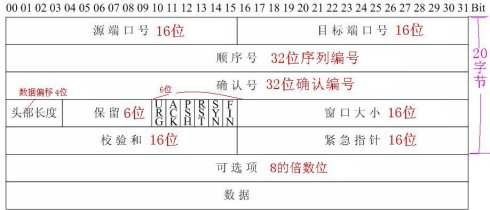 00 01 02 03 04 05 06 07 08 09 10 11 12 13 14 15 16 17 18 19 20 21 22 23 24 25 26 27 28 29 30 31 Bit
源端口号 16位 目标端口号 16位
顺序号 32位序列编号
20字节
确认号 32位确认编号
数据偏移 4位 6位
头部长度 保留 6位 URG ACK PSH RST SYN FIN 窗口大小 16位
校验和 16位 紧急指针 16位
可选项 8的倍数位
数据